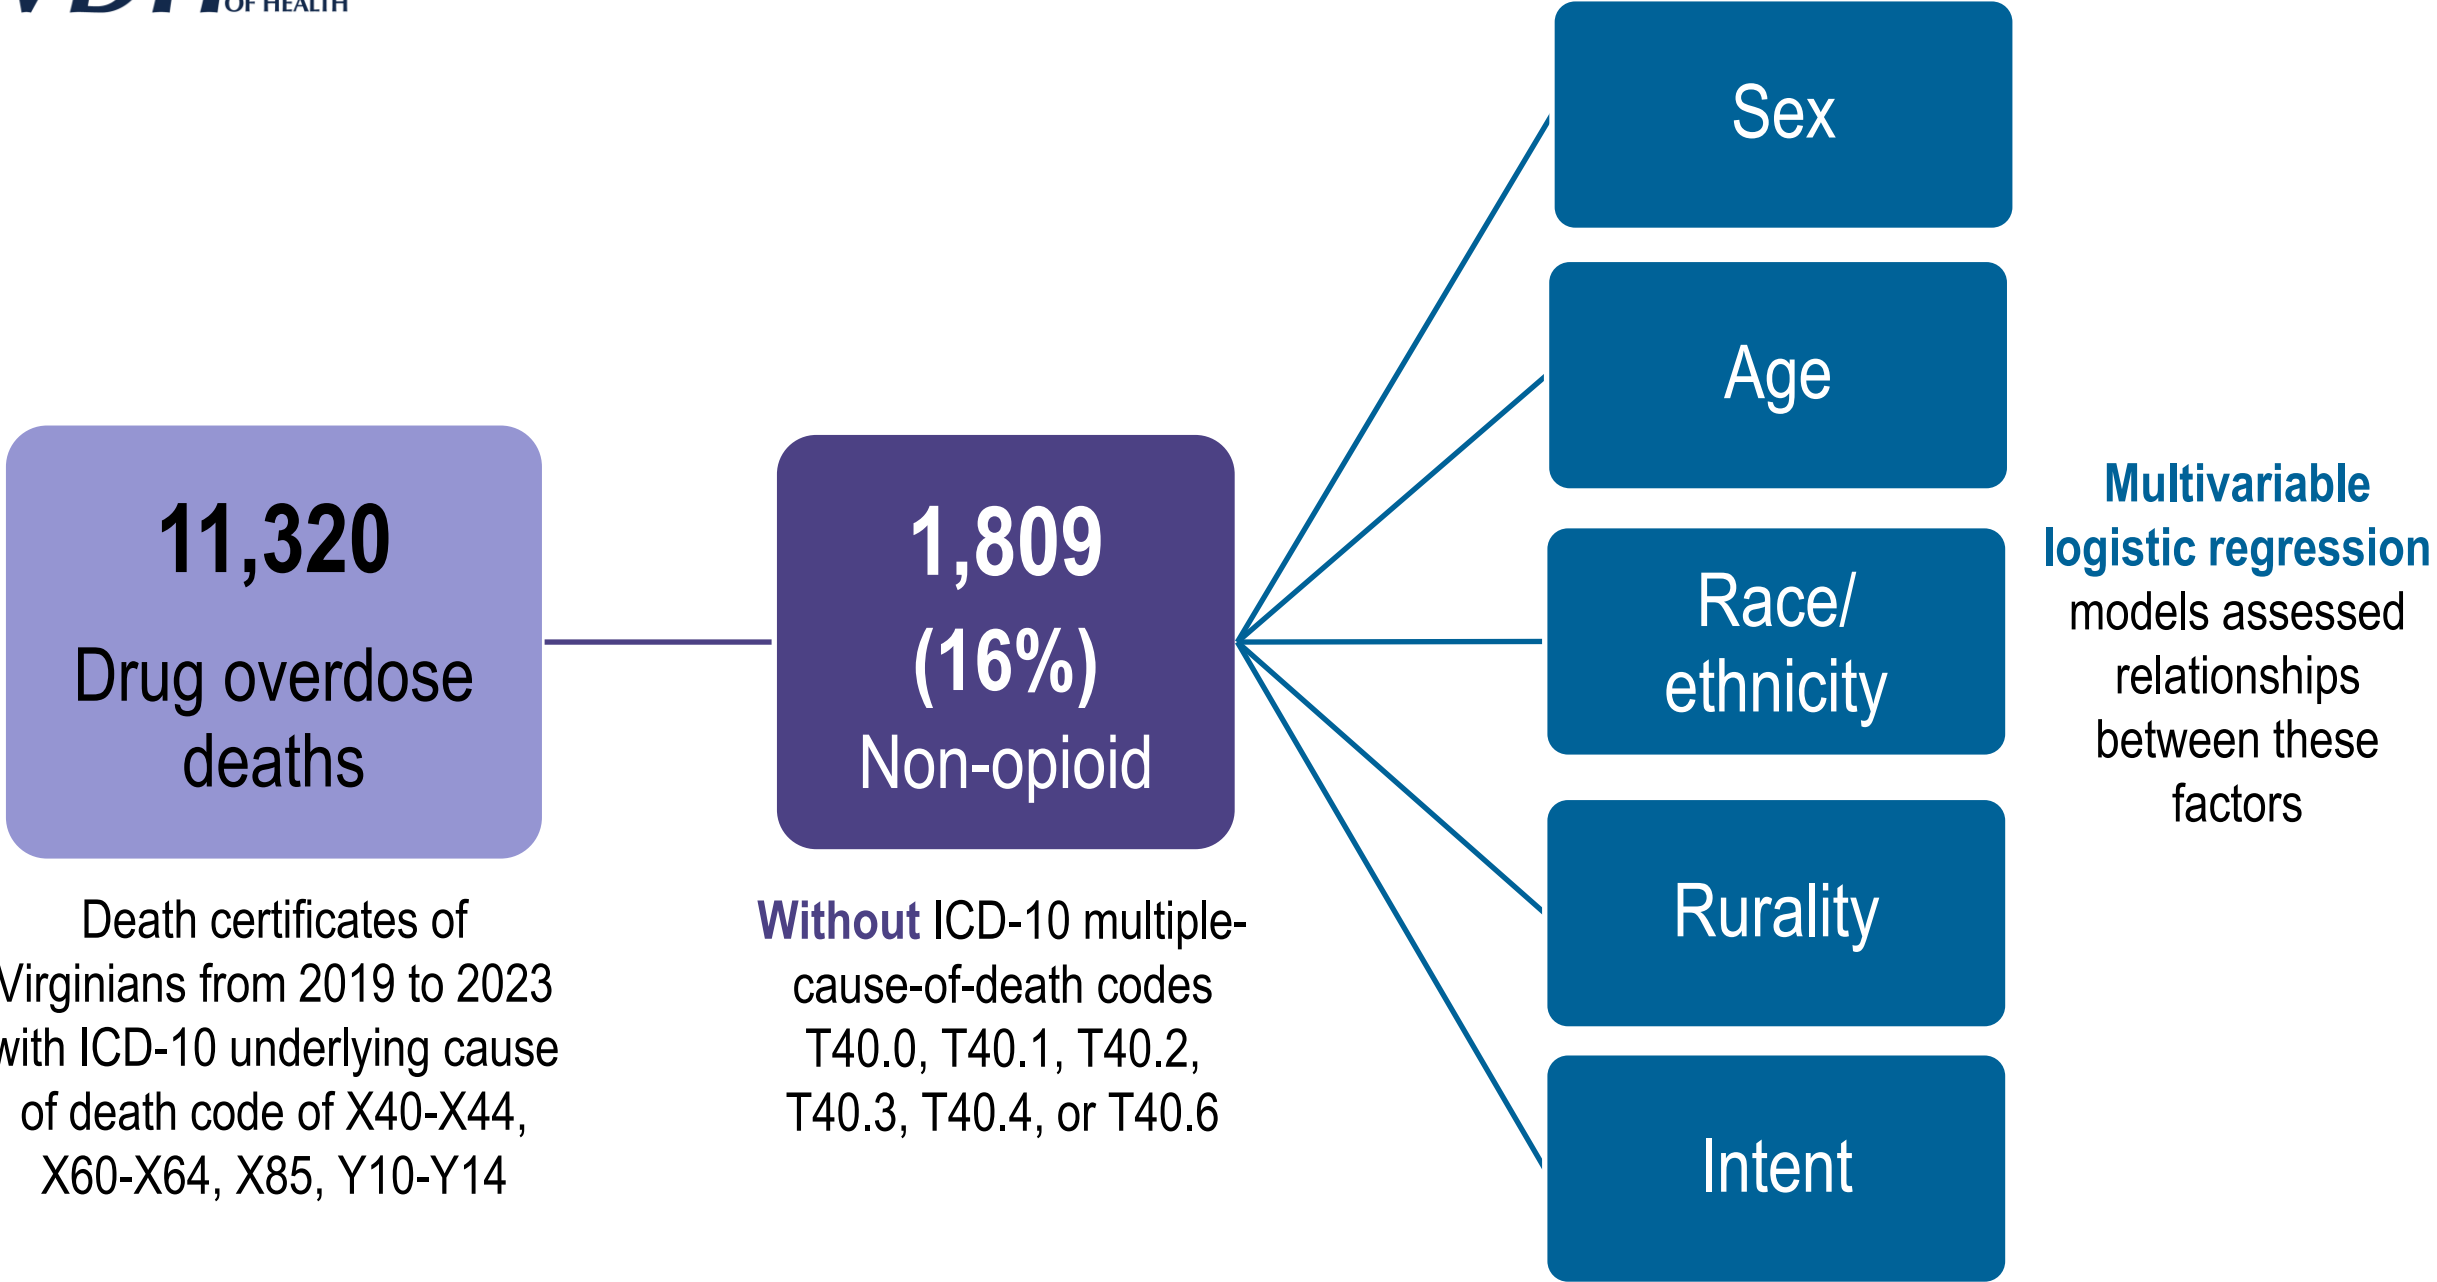 OF HEALTH
11,320
Drug overdose
deaths
Death certificates of
Virginians from 2019 to 2023
with ICD-10 underlying cause
of death code of X40-X44,
X60-X64, X85, Y10-Y14
1,809
(16%)
Non-opioid
Without ICD-10 multiple-
cause-of-death codes
T40.0, T40.1, T40.2,
T40.3, T40.4, or T40.6
Sex
Age
Race/
ethnicity
Rurality
Intent
Multivariable
logistic regression
models assessed
relationships
between these
factors